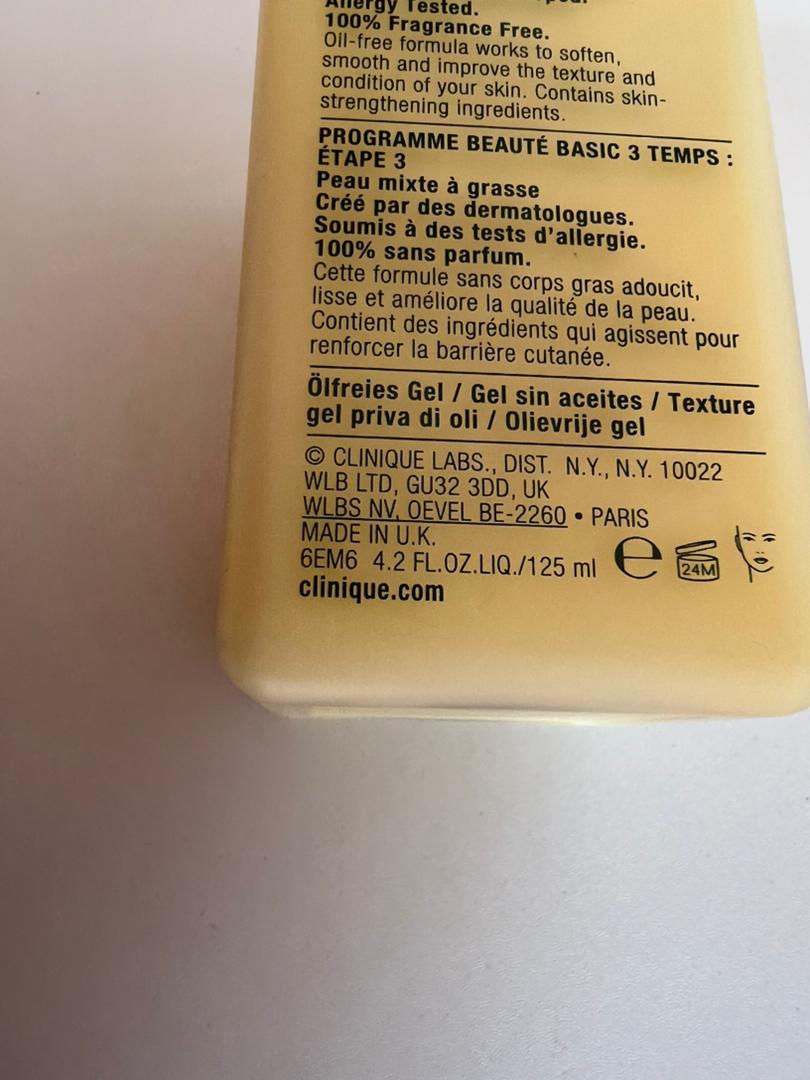 Allergy Tested.
100% Fragrance Free.
Oil-free formula works to soften,
smooth and improve the texture and
condition of your skin. Contains skin-
strengthening ingredients.
PROGRAMME BEAUTÉ BASIC 3 TEMPS :
ÉTAPE 3
Peau mixte à grasse
Créé par des dermatologues.
Soumis à des tests d'allergie.
100% sans parfum.
Cette formule sans corps gras adoucit,
lisse et améliore la qualité de la peau.
Contient des ingrédients qui agissent pour
renforcer la barrière cutanée.
Ölfreies Gel / Gel sin aceites / Texture
gel priva di oli / Olievrije gel
© CLINIQUE LABS., DIST. N.Y., N.Y. 10022
WLB LTD, GU32 3DD, UK
WLBS NV, OEVEL BE-2260 • PARIS
MADE IN U.K.
6EM6 4.2 FL.OZ.LIQ./125 ml e 24M
clinique.com